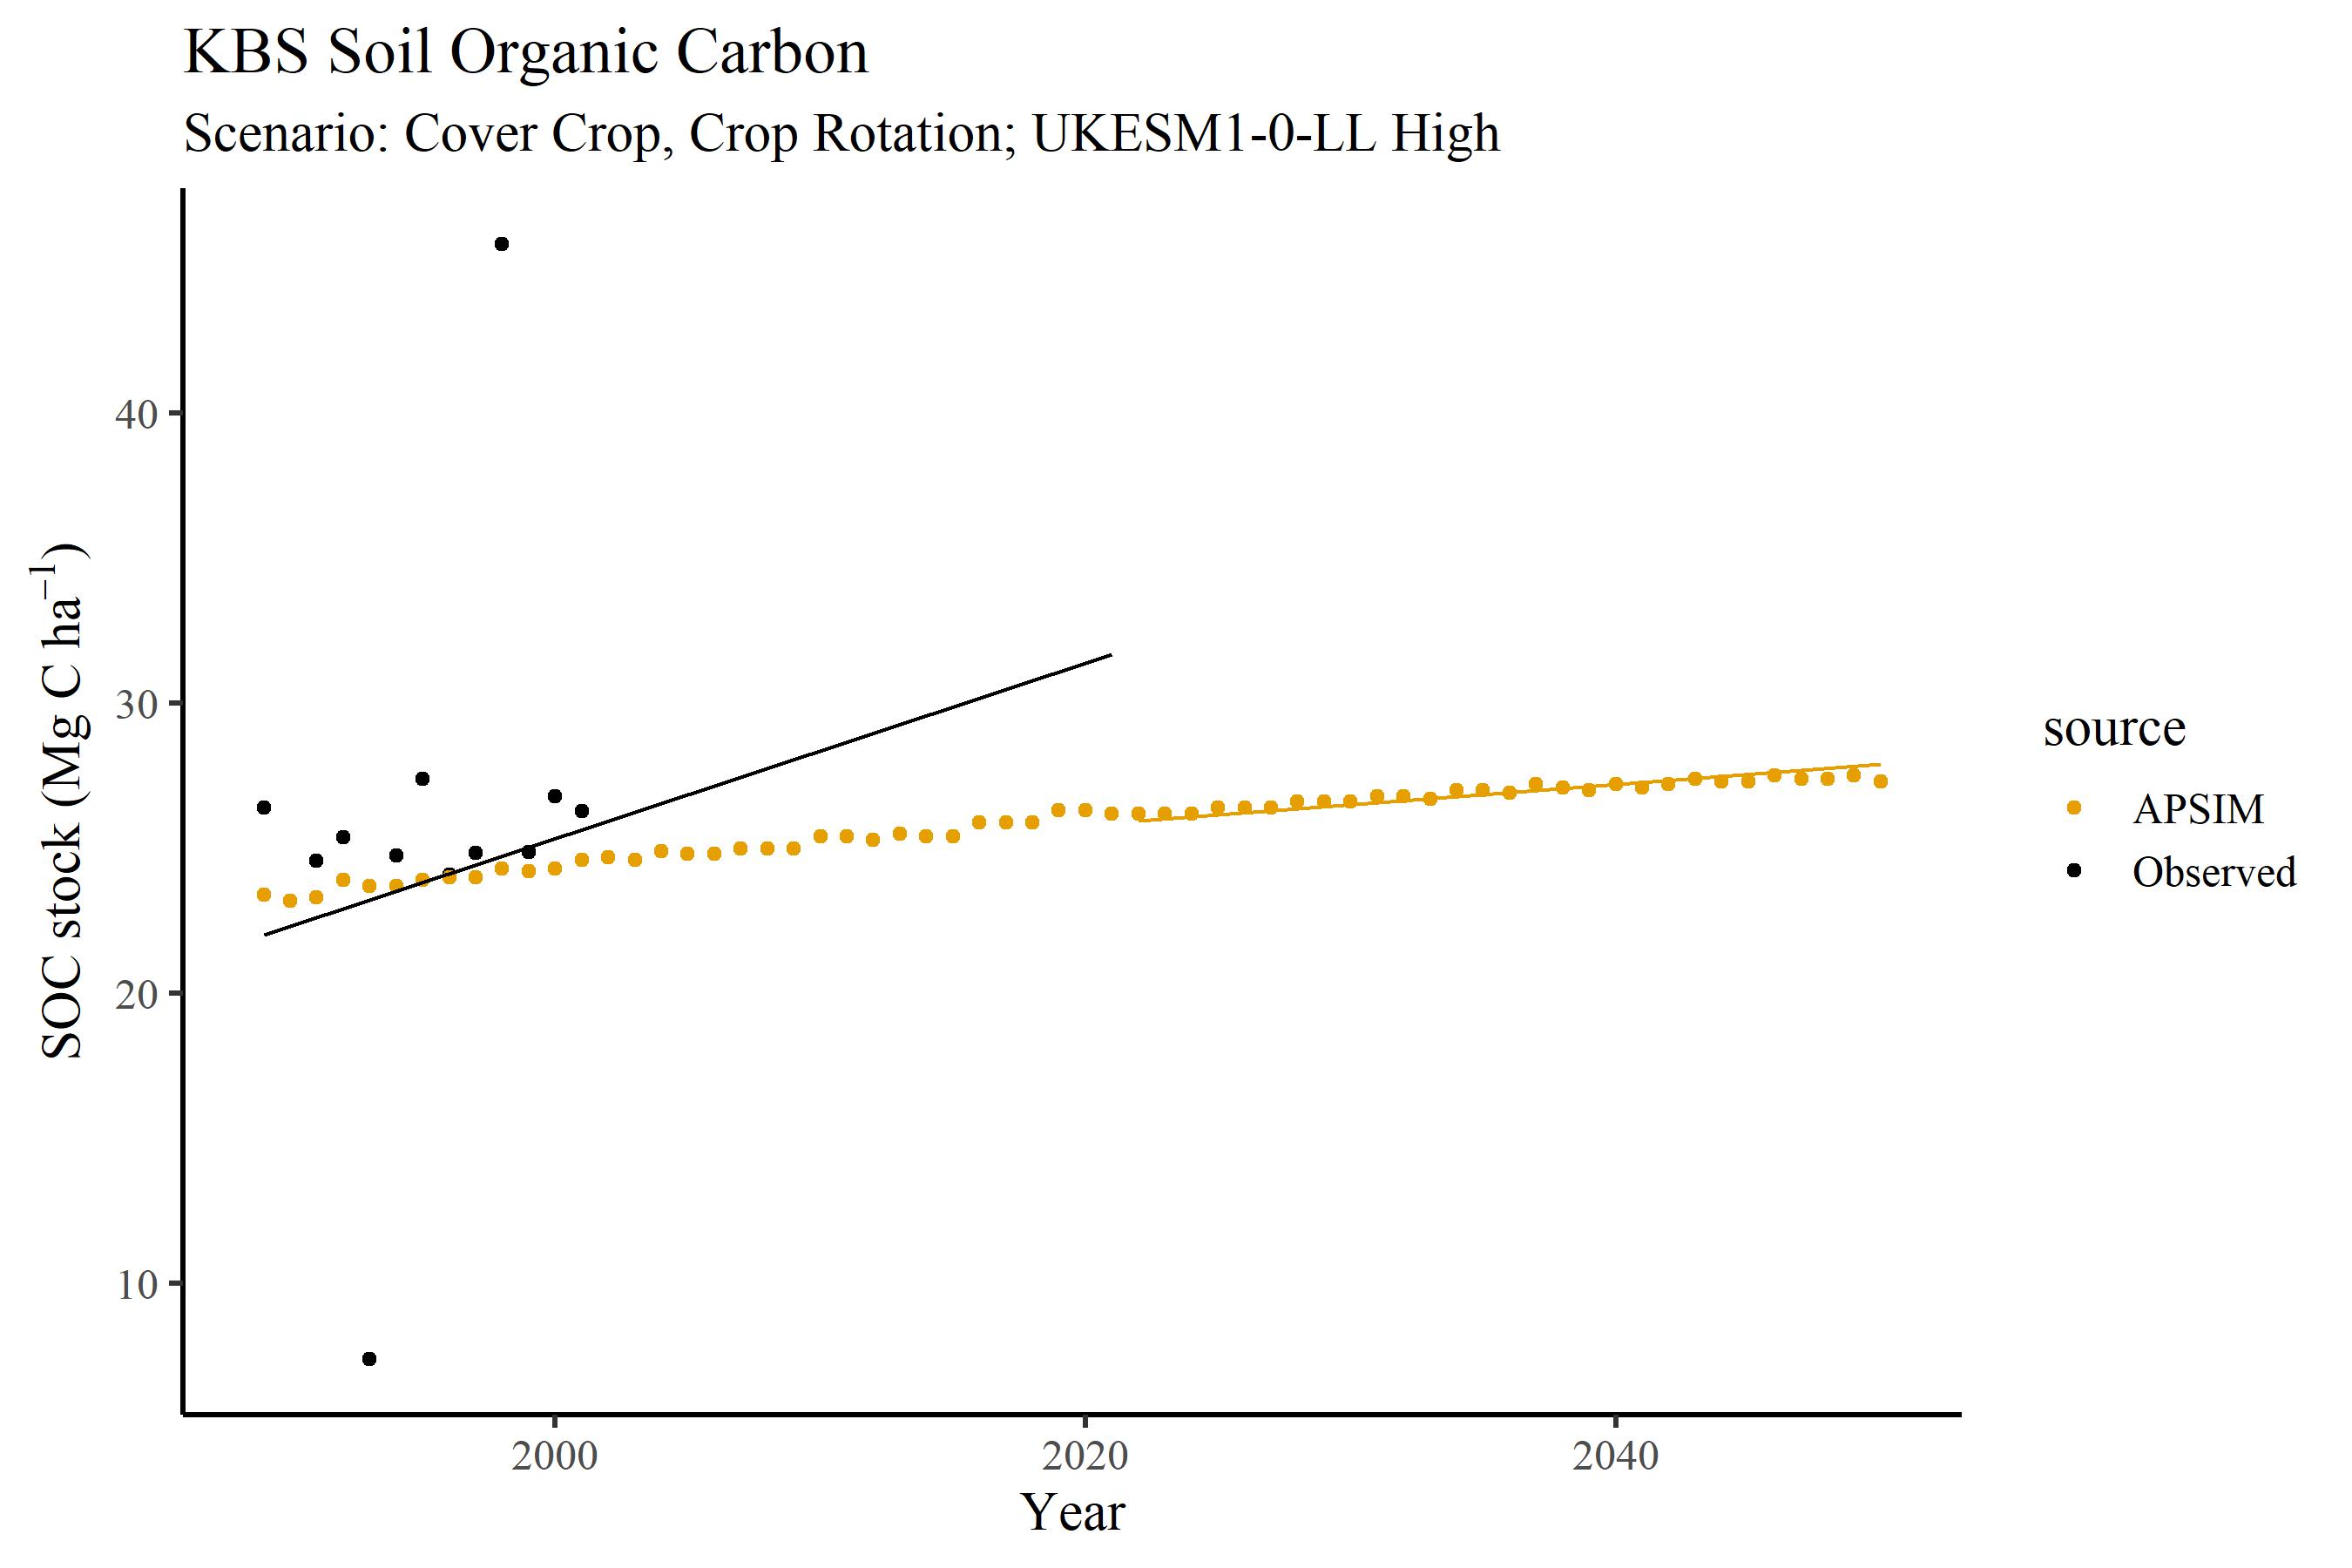 KBS Soil Organic Carbon
Scenario: Cover Crop, Crop Rotation; UKESM1-0-LL High
SOC stock (Mg C ha⁻¹)
40
30
20
10
2000 2020 2040
Year
source
APSIM
Observed